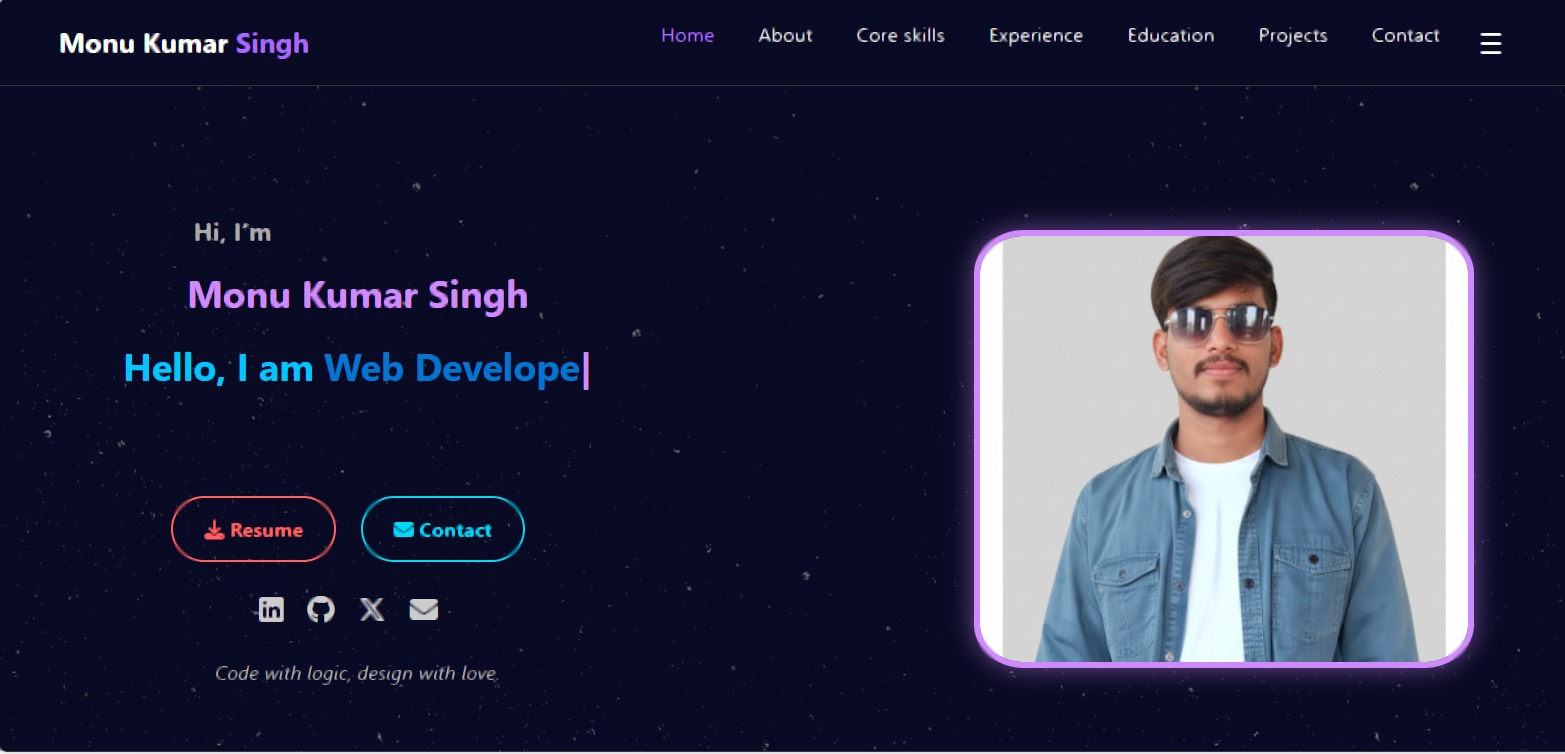 Monu Kumar Singh
Home About Core skills Experience Education Projects Contact
Hi, I’m
Monu Kumar Singh
Hello, I am Web Develope|
Resume Contact
in X
Code with logic, design with love